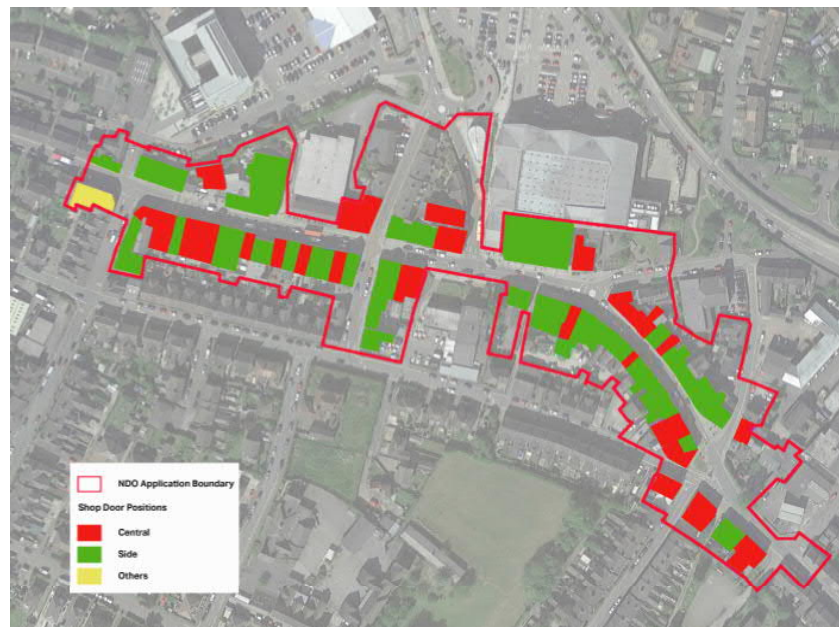 NDO Application Boundary
Shop Door Positions
Central
Side
Others